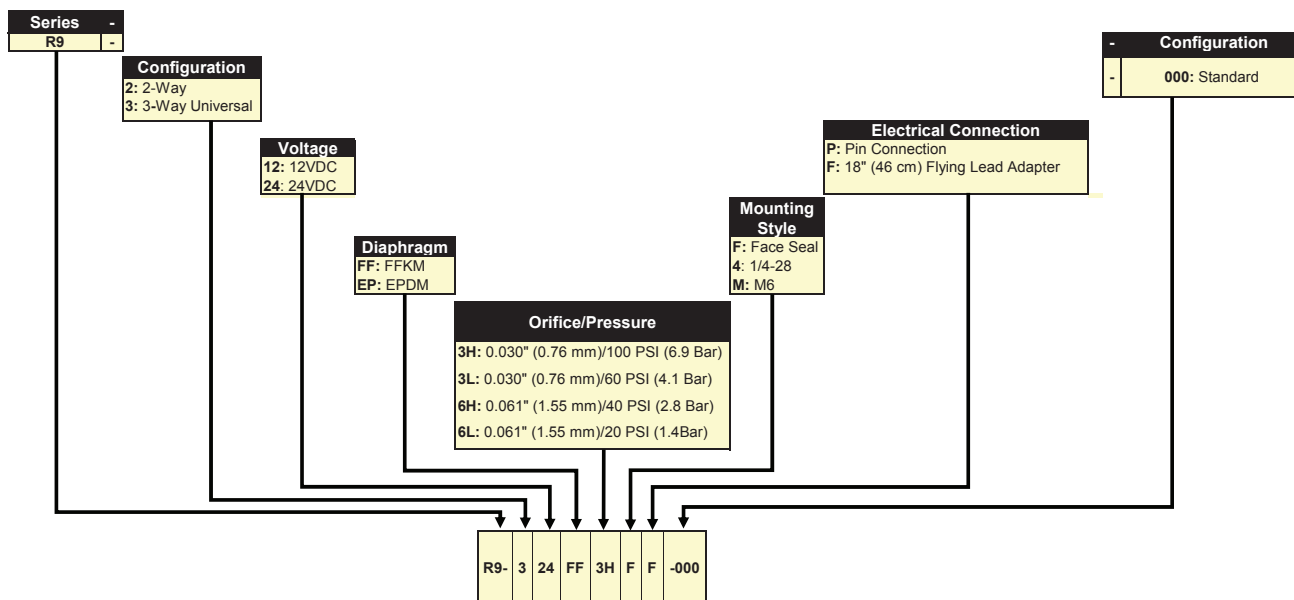 Series -
R9 -
Configuration
2: 2-Way
3: 3-Way Universal
Voltage
12: 12VDC
24: 24VDC
Diaphragm
FF: FFKM
EP: EPDM
Orifice/Pressure
3H: 0.030" (0.76 mm)/100 PSI (6.9 Bar)
3L: 0.030" (0.76 mm)/60 PSI (4.1 Bar)
6H: 0.061" (1.55 mm)/40 PSI (2.8 Bar)
6L: 0.061" (1.55 mm)/20 PSI (1.4Bar)
Mounting
Style
F: Face Seal
4: 1/4-28
M: M6
Electrical Connection
P: Pin Connection
F: 18" (46 cm) Flying Lead Adapter
- Configuration
- 000: Standard
R9- 3 24 FF 3H F F -000